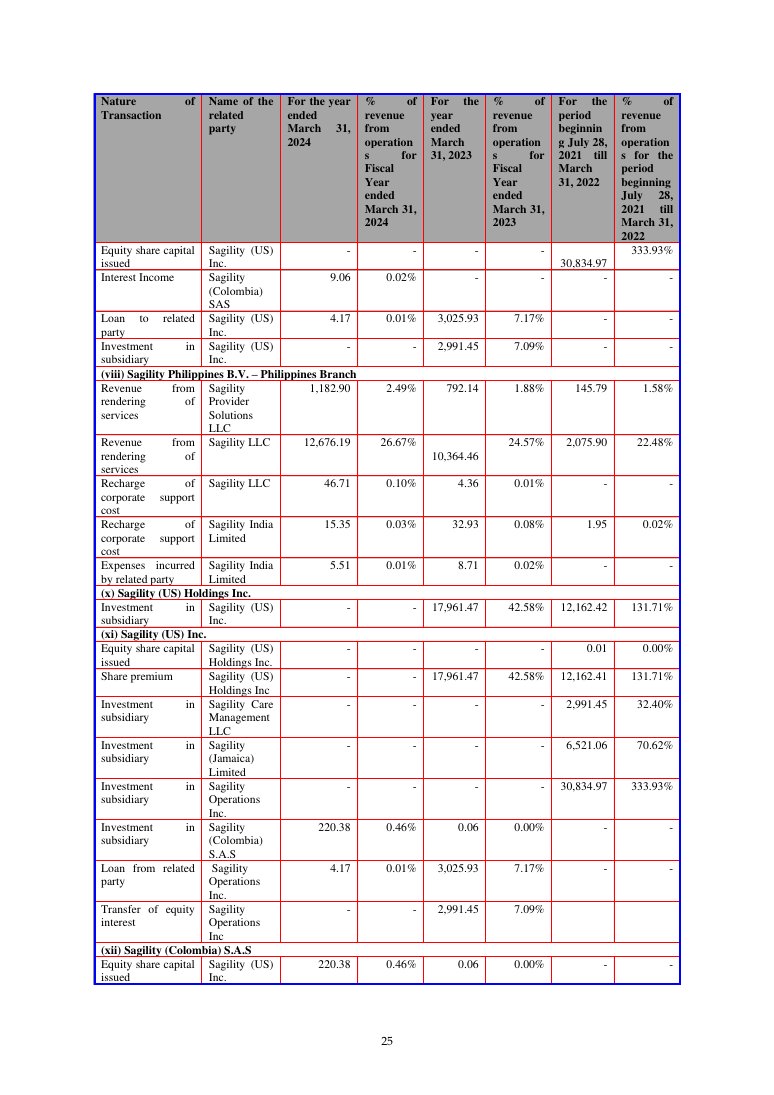 Nature of Transaction | Name of the related party | For the year ended March 31, 2024 | % of revenue from operation s for Fiscal Year ended March 31, 2024 | For the year ended March 31, 2023 | % of revenue from operation s for Fiscal Year ended March 31, 2023 | For the period beginnin g July 28, 2021 till March 31, 2022 | % of revenue from operation s for the period beginning July 28, 2021 till March 31, 2022
Equity share capital issued | Sagility (US) Inc. | - | - | - | - | 30,834.97 | 333.93%
Interest Income | Sagility (Colombia) SAS | 9.06 | 0.02% | - | - | - | -
Loan to related party | Sagility (US) Inc. | 4.17 | 0.01% | 3,025.93 | 7.17% | - | -
Investment in subsidiary | Sagility (US) Inc. | - | - | 2,991.45 | 7.09% | - | -
(viii) Sagility Philippines B.V. – Philippines Branch
Revenue from rendering of services | Sagility Provider Solutions LLC | 1,182.90 | 2.49% | 792.14 | 1.88% | 145.79 | 1.58%
Revenue from rendering of services | Sagility LLC | 12,676.19 | 26.67% | 10,364.46 | 24.57% | 2,075.90 | 22.48%
Recharge of corporate support cost | Sagility LLC | 46.71 | 0.10% | 4.36 | 0.01% | - | -
Recharge of corporate support cost | Sagility India Limited | 15.35 | 0.03% | 32.93 | 0.08% | 1.95 | 0.02%
Expenses incurred by related party | Sagility India Limited | 5.51 | 0.01% | 8.71 | 0.02% | - | -
(x) Sagility (US) Holdings Inc.
Investment in subsidiary | Sagility (US) Inc. | - | - | 17,961.47 | 42.58% | 12,162.42 | 131.71%
(xi) Sagility (US) Inc.
Equity share capital issued | Sagility (US) Holdings Inc. | - | - | - | - | 0.01 | 0.00%
Share premium | Sagility (US) Holdings Inc | - | - | 17,961.47 | 42.58% | 12,162.41 | 131.71%
Investment in subsidiary | Sagility Care Management LLC | - | - | - | - | 2,991.45 | 32.40%
Investment in subsidiary | Sagility (Jamaica) Limited | - | - | - | - | 6,521.06 | 70.62%
Investment in subsidiary | Sagility Operations Inc. | - | - | - | - | 30,834.97 | 333.93%
Investment in subsidiary | Sagility (Colombia) S.A.S | 220.38 | 0.46% | 0.06 | 0.00% | - | -
Loan from related party | Sagility Operations Inc. | 4.17 | 0.01% | 3,025.93 | 7.17% | - | -
Transfer of equity interest | Sagility Operations Inc | - | - | 2,991.45 | 7.09% | |
(xii) Sagility (Colombia) S.A.S
Equity share capital issued | Sagility (US) Inc. | 220.38 | 0.46% | 0.06 | 0.00% | - | -
25